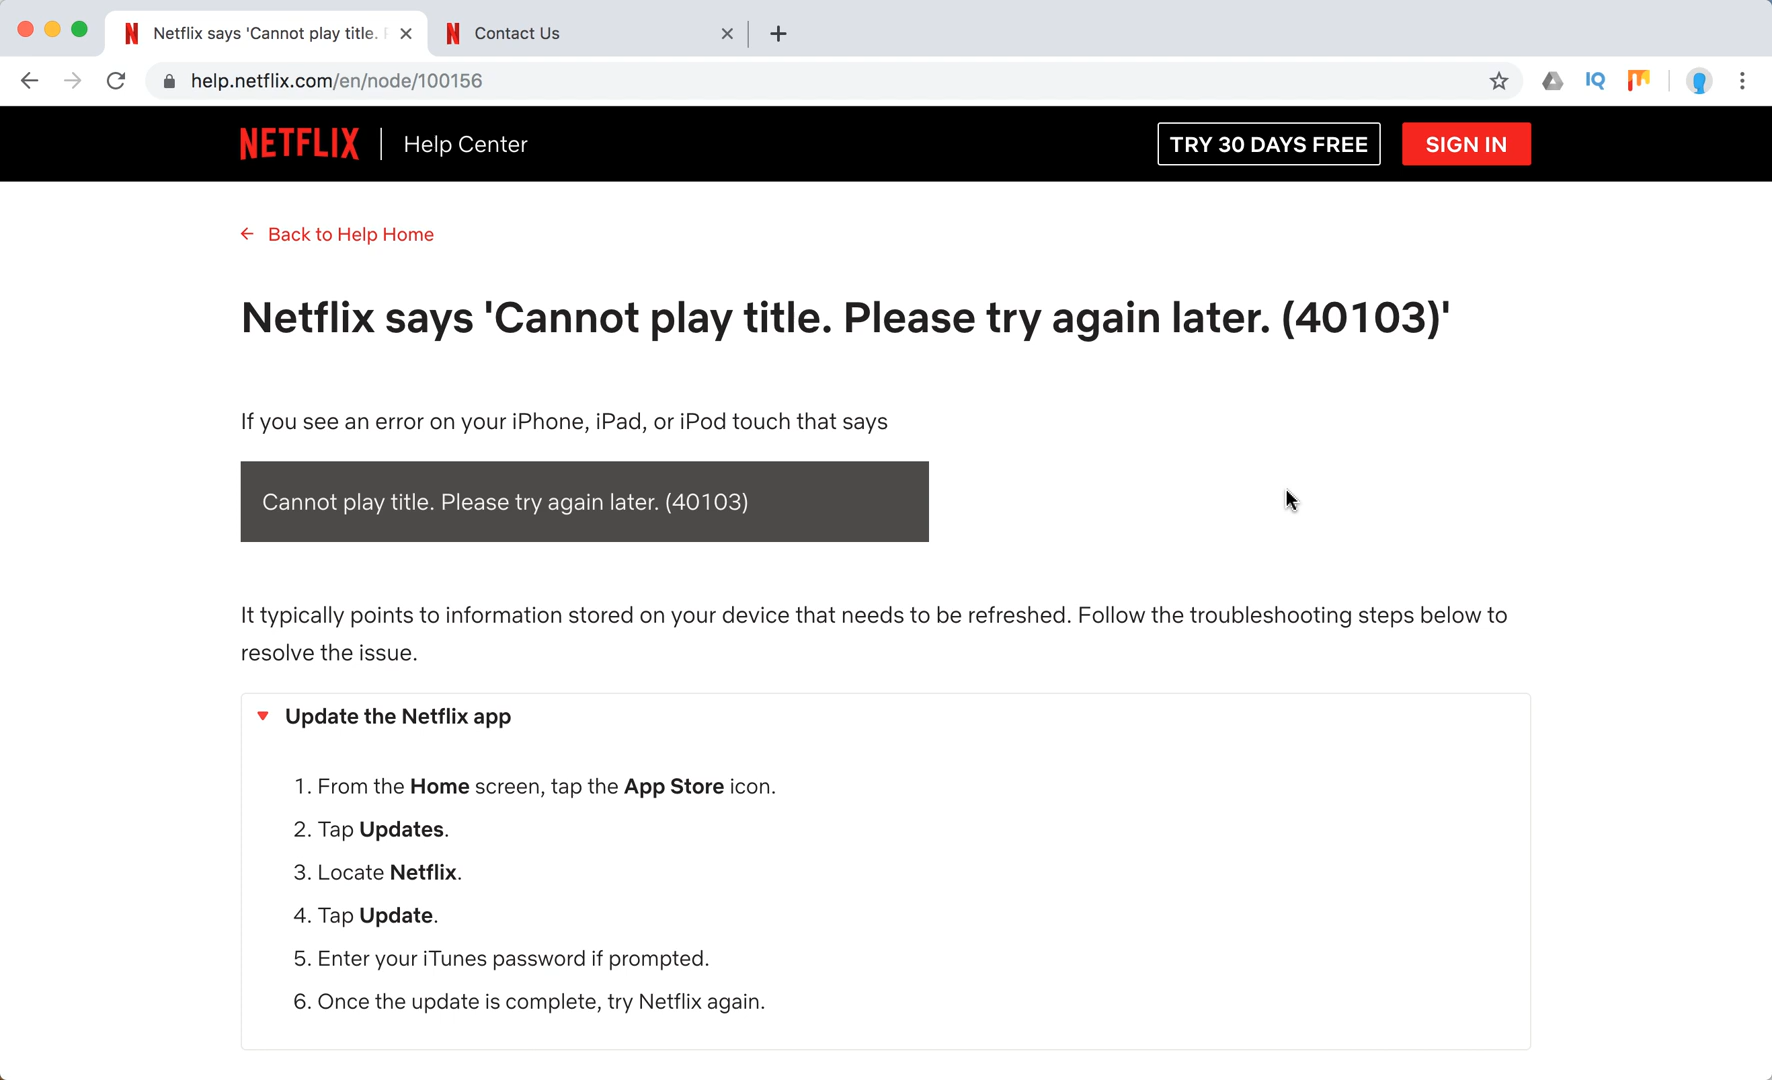 Netflix says 'Cannot play title.
Contact Us
help.netflix.com/en/node/100156
IQ
NETFLIX
Help Center
TRY 30 DAYS FREE
SIGN IN
Back to Help Home
Netflix says 'Cannot play title. Please try again later. (40103)'
If you see an error on your iPhone, iPad, or iPod touch that says
Cannot play title. Please try again later. (40103)
It typically points to information stored on your device that needs to be refreshed. Follow the troubleshooting steps below to
resolve the issue.
Update the Netflix app
1. From the Home screen, tap the App Store icon.
2. Tap Updates.
3. Locate Netflix.
4. Tap Update.
5. Enter your iTunes password if prompted.
6. Once the update is complete, try Netflix again.